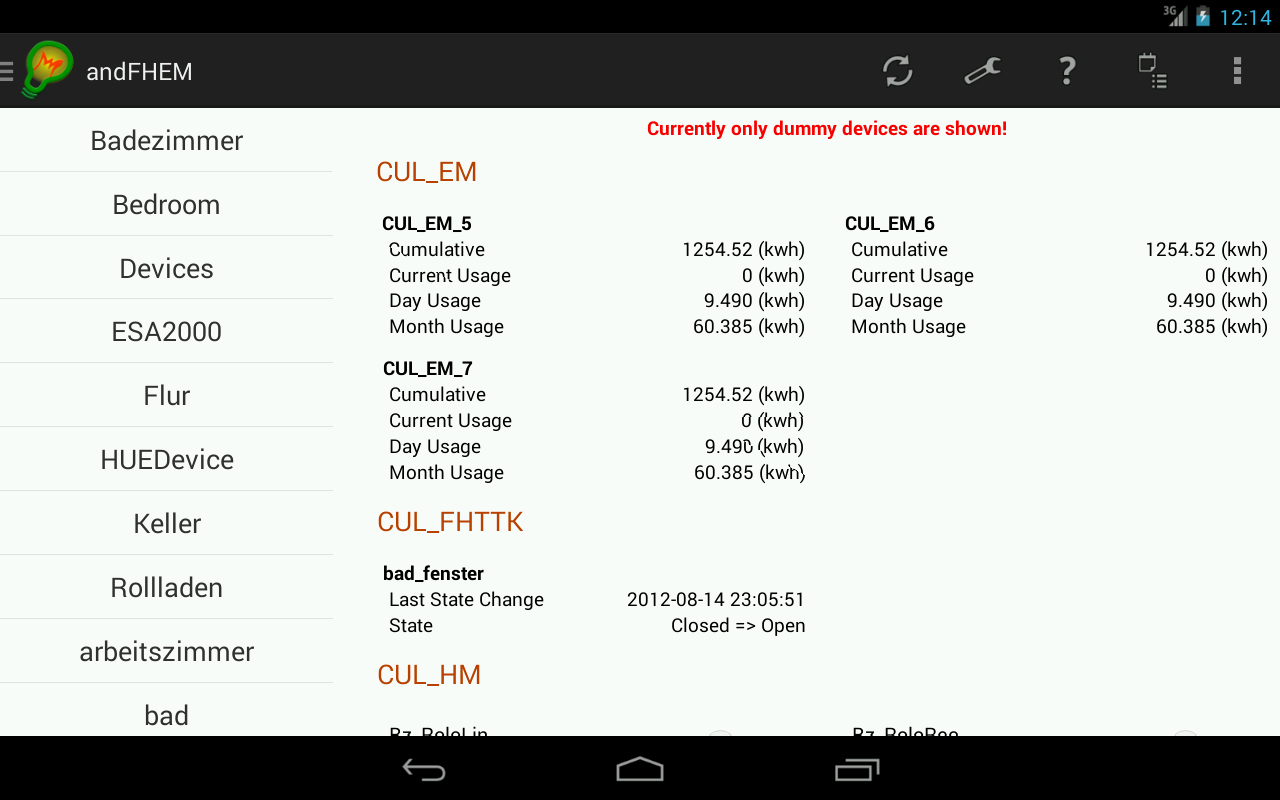 3G 12:14
andFHEM
Badezimmer
Bedroom
Devices
ESA2000
Flur
HUEDevice
Keller
Rollladen
arbeitszimmer
bad
Currently only dummy devices are shown!
CUL_EM
CUL_EM_5
Cumulative 1254.52 (kwh)
Current Usage 0 (kwh)
Day Usage 9.490 (kwh)
Month Usage 60.385 (kwh)
CUL_EM_6
Cumulative 1254.52 (kwh)
Current Usage 0 (kwh)
Day Usage 9.490 (kwh)
Month Usage 60.385 (kwh)
CUL_EM_7
Cumulative 1254.52 (kwh)
Current Usage 0 (kwh)
Day Usage 9.490 (kwh)
Month Usage 60.385 (kwh)
CUL_FHTTK
bad_fenster
Last State Change 2012-08-14 23:05:51
State Closed => Open
CUL_HM